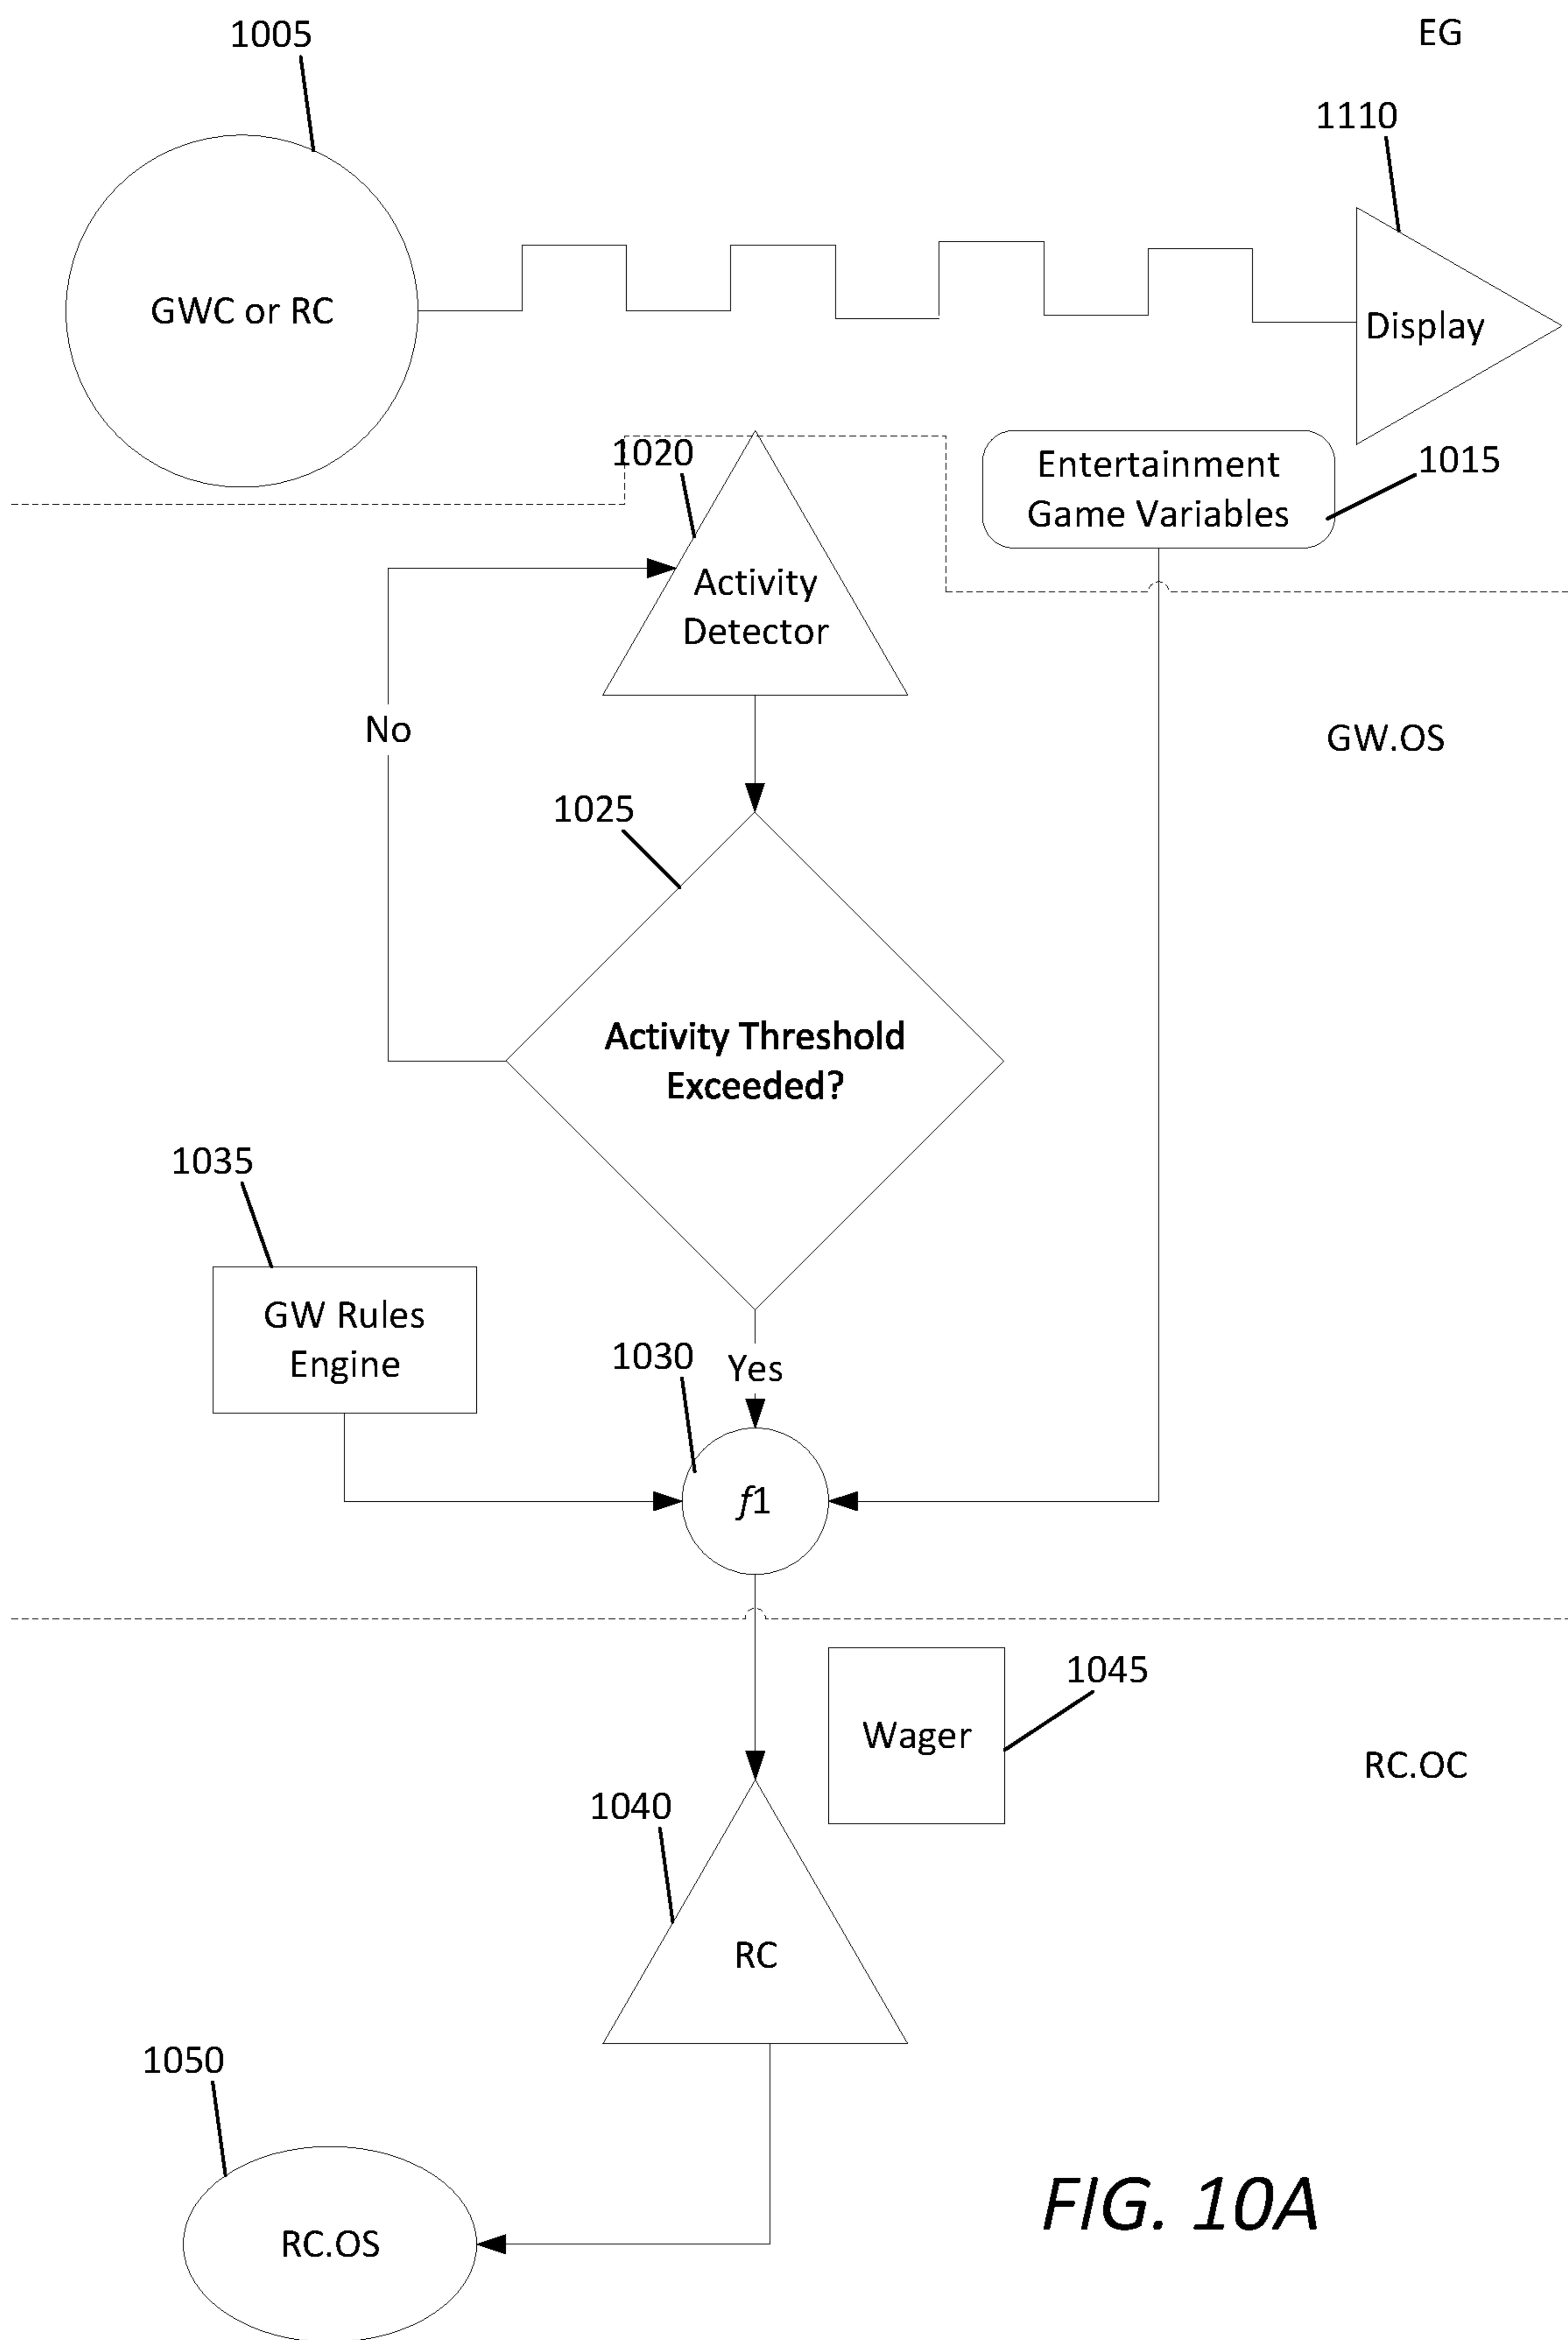 1005
EG
1110
GWC or RC
Display
1020
Entertainment
Game Variables
1015
Activity
Detector
No
GW.OS
1025
Activity Threshold
Exceeded?
1035
GW Rules
Engine
1030
Yes
f1
1045
Wager
RC.OC
1040
RC
1050
RC.OS
FIG. 10A